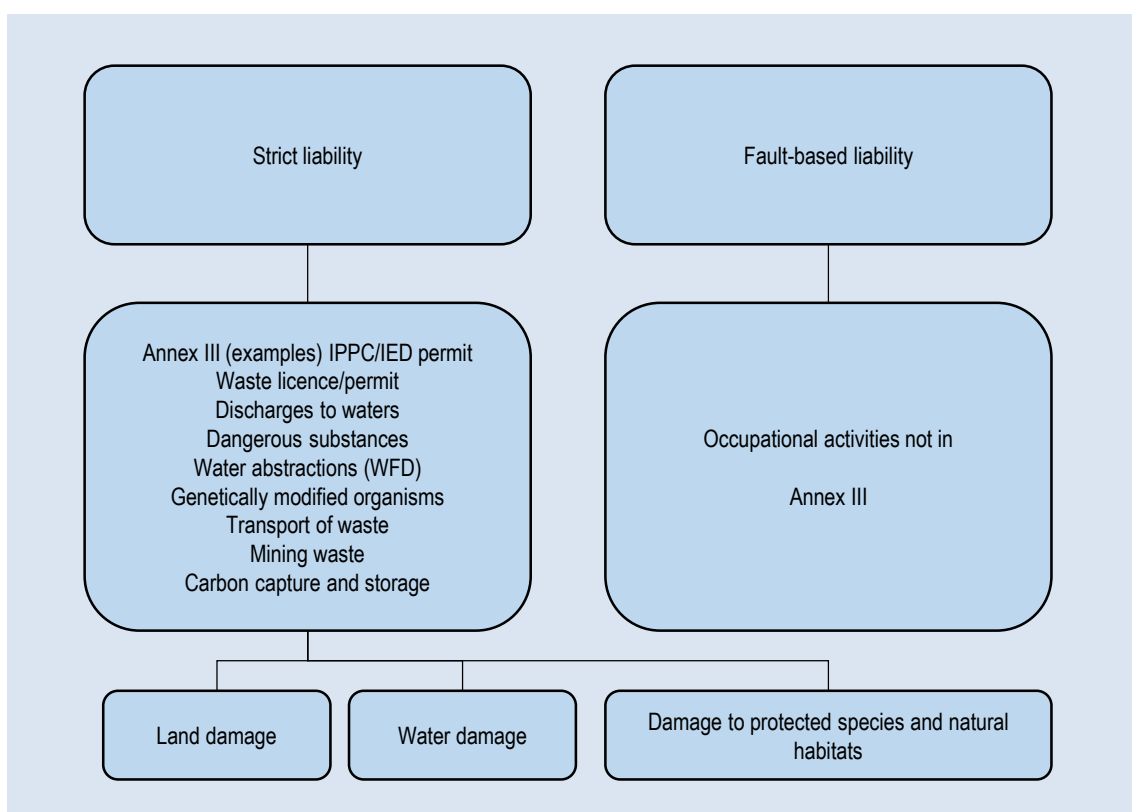 Strict liability
Fault-based liability
Annex III (examples) IPPC/IED permit
Waste licence/permit
Discharges to waters
Dangerous substances
Water abstractions (WFD)
Genetically modified organisms
Transport of waste
Mining waste
Carbon capture and storage
Occupational activities not in
Annex III
Land damage
Water damage
Damage to protected species and natural
habitats